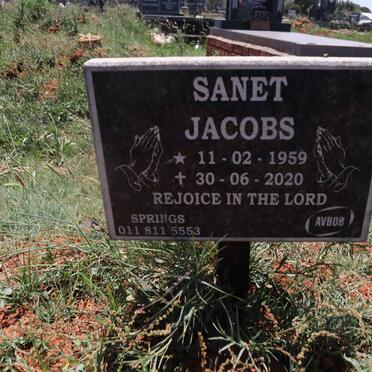 SANET
JACOBS
★ 11 - 02 - 1959
✝ 30 - 06 - 2020
REJOICE IN THE LORD
SPRINGS
011 811 5553
AVBOB